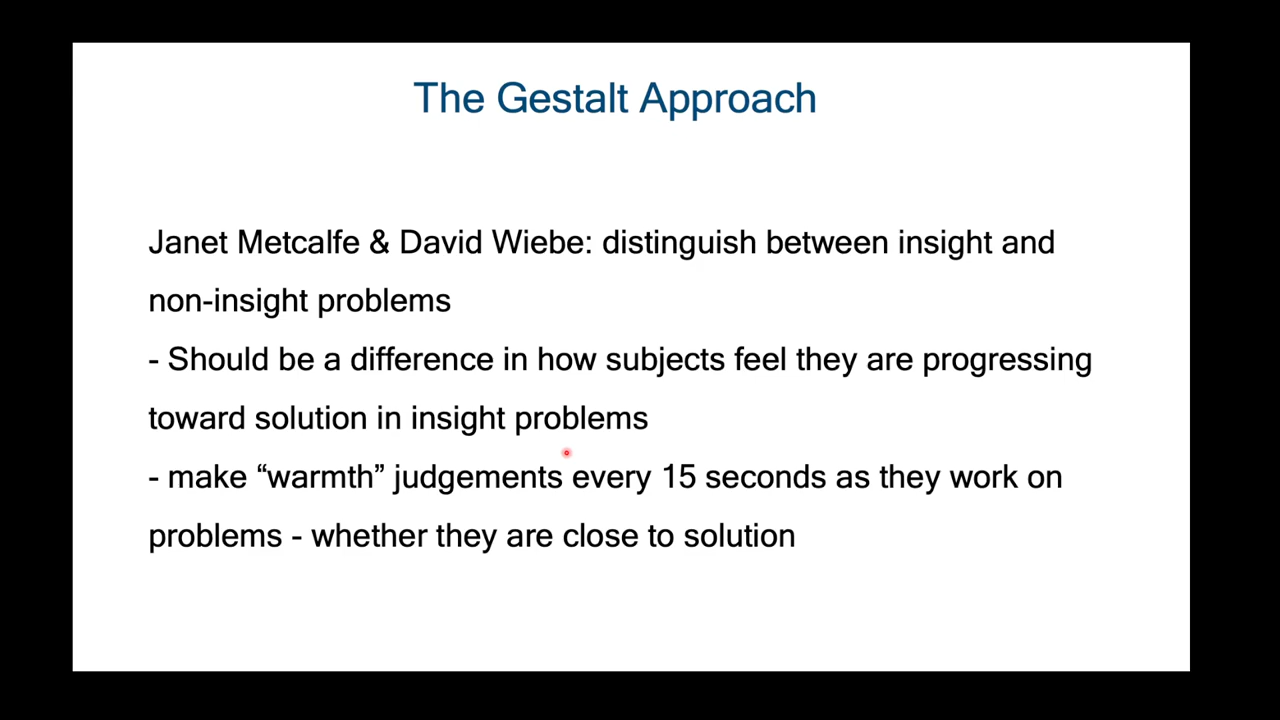 The Gestalt Approach
Janet Metcalfe & David Wiebe: distinguish between insight and
non-insight problems
- Should be a difference in how subjects feel they are progressing
toward solution in insight problems
- make “warmth” judgements every 15 seconds as they work on
problems - whether they are close to solution